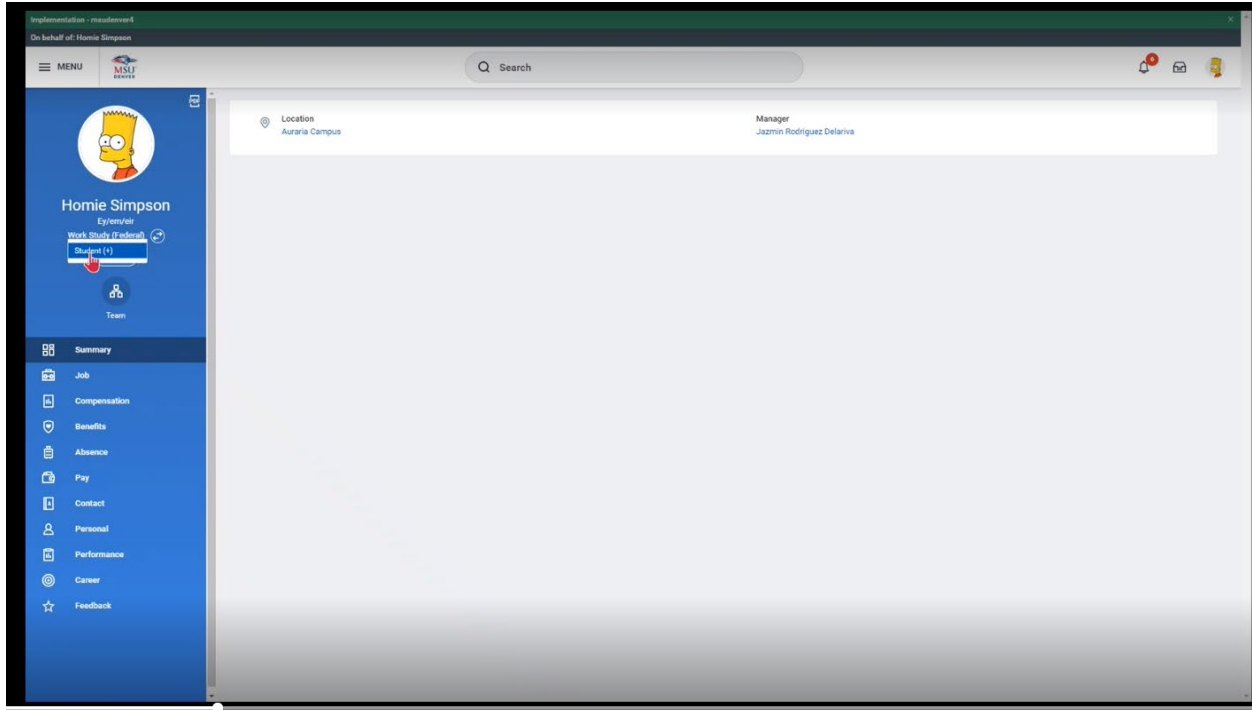 Implementation - msudenver4
On behalf of: Homie Simpson
MENU
MSU
DENVER
Search
6
PDF
Location
Auraria Campus
Manager
Jazmin Rodriguez Delariva
Homie Simpson
Ey/em/eir
Work Study (Federal)
Student (+)
Team
Summary
Job
Compensation
Benefits
Absence
Pay
Contact
Personal
Performance
Career
Feedback